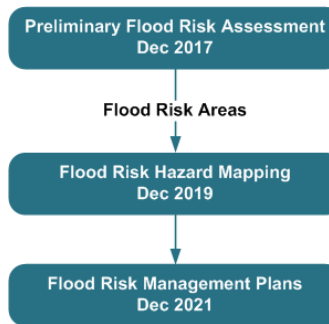 Preliminary Flood Risk Assessment
Dec 2017
Flood Risk Areas
Flood Risk Hazard Mapping
Dec 2019
Flood Risk Management Plans
Dec 2021